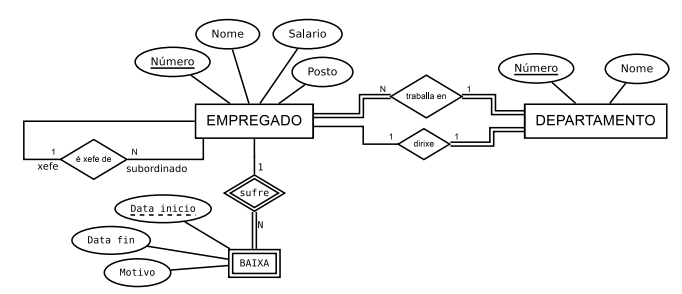 Nome
Salario
Número
Posto
EMPREGADO
N
traballa en
1
1
dirixe
1
Número
Nome
DEPARTAMENTO
1
é xefe de
N
xefe
subordinado
1
sufre
N
Data inicio
Data fin
Motivo
BAIXA